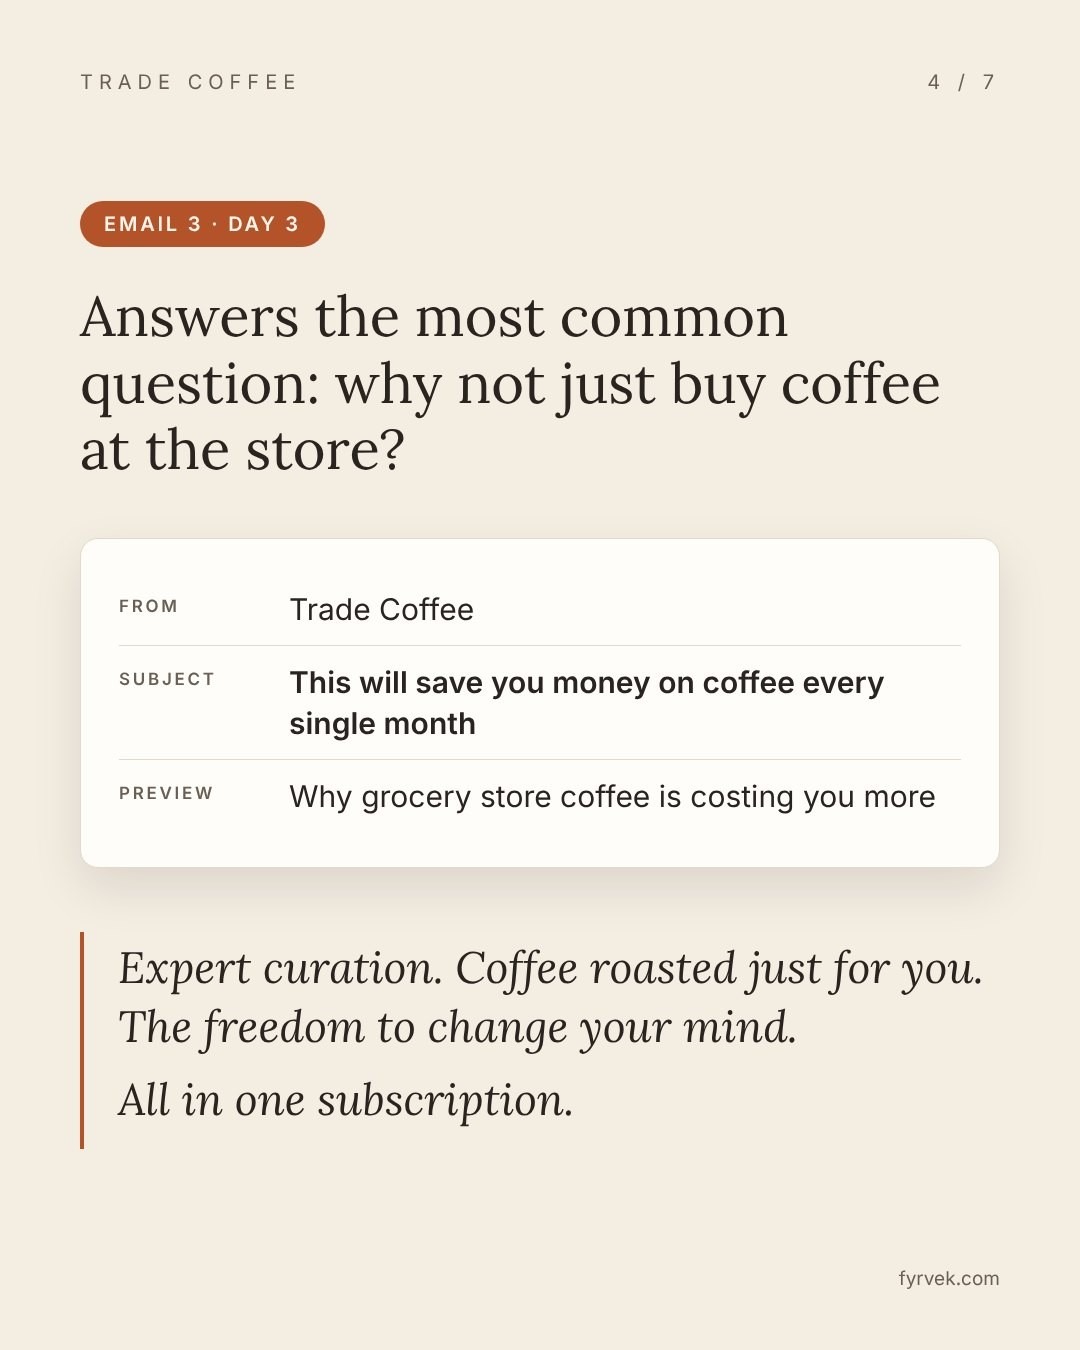 TRADE COFFEE
4 / 7
EMAIL 3 · DAY 3
Answers the most common
question: why not just buy coffee
at the store?
FROM
Trade Coffee
SUBJECT
This will save you money on coffee every
single month
PREVIEW
Why grocery store coffee is costing you more
Expert curation. Coffee roasted just for you.
The freedom to change your mind.
All in one subscription.
fyrvek.com